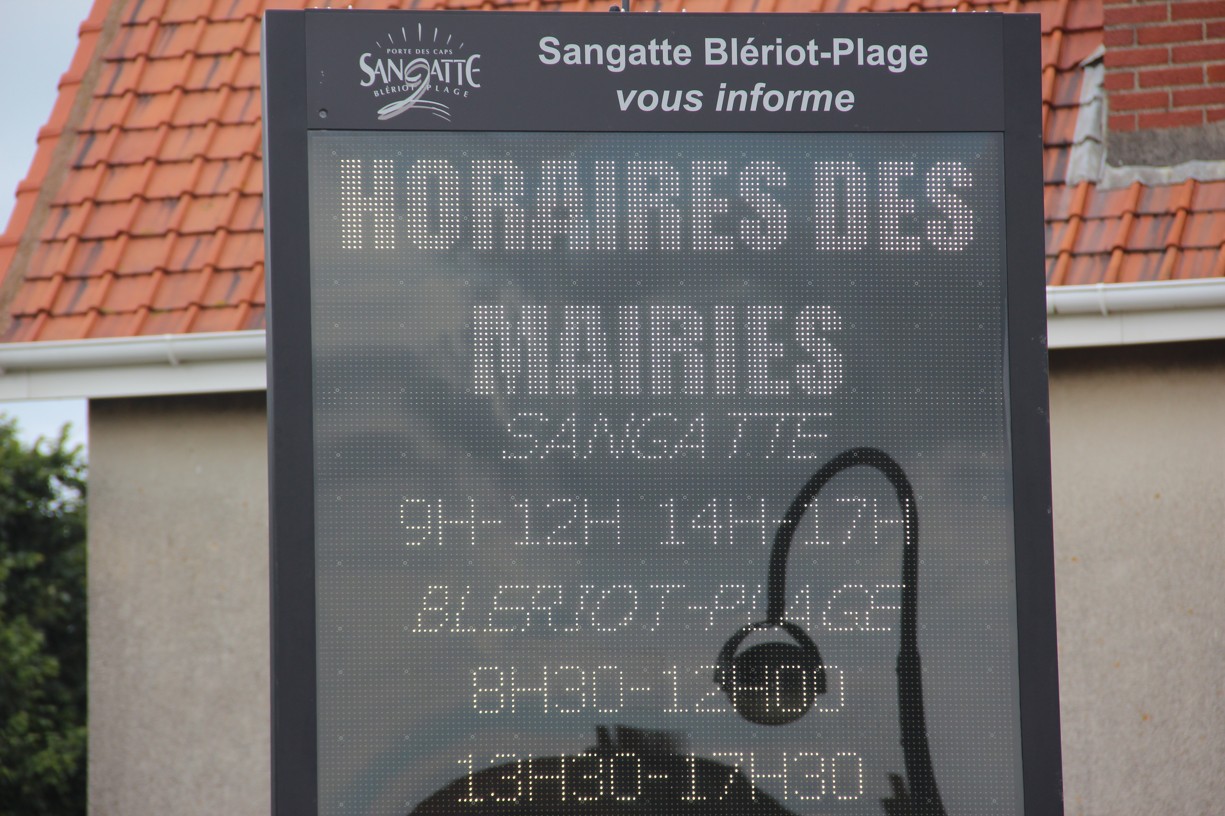 PORTE DES CAPS
SANGATTE
BLÉRIOT PLAGE
Sangatte Blériot-Plage
vous informe
HORAIRES DES
MAIRIES
SANGATTE
9H-12H 14H-17H
BLERIOT-PLAGE
8H30-12H00
13H30-17H30